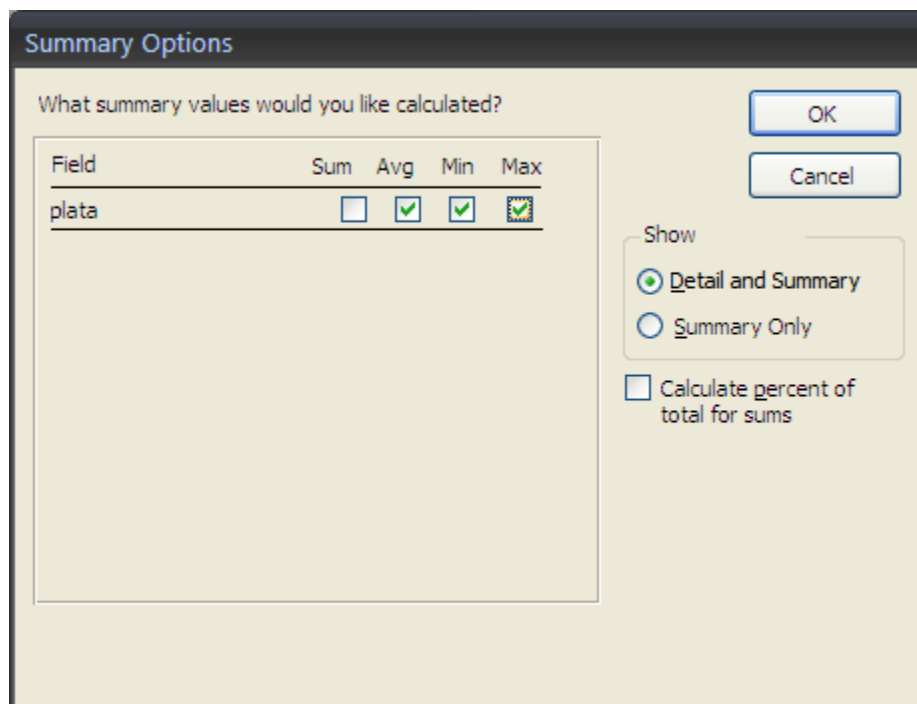 Summary Options
What summary values would you like calculated?
OK
Field Sum Avg Min Max
Cancel
plata
Show
Detail and Summary
Summary Only
Calculate percent of
total for sums